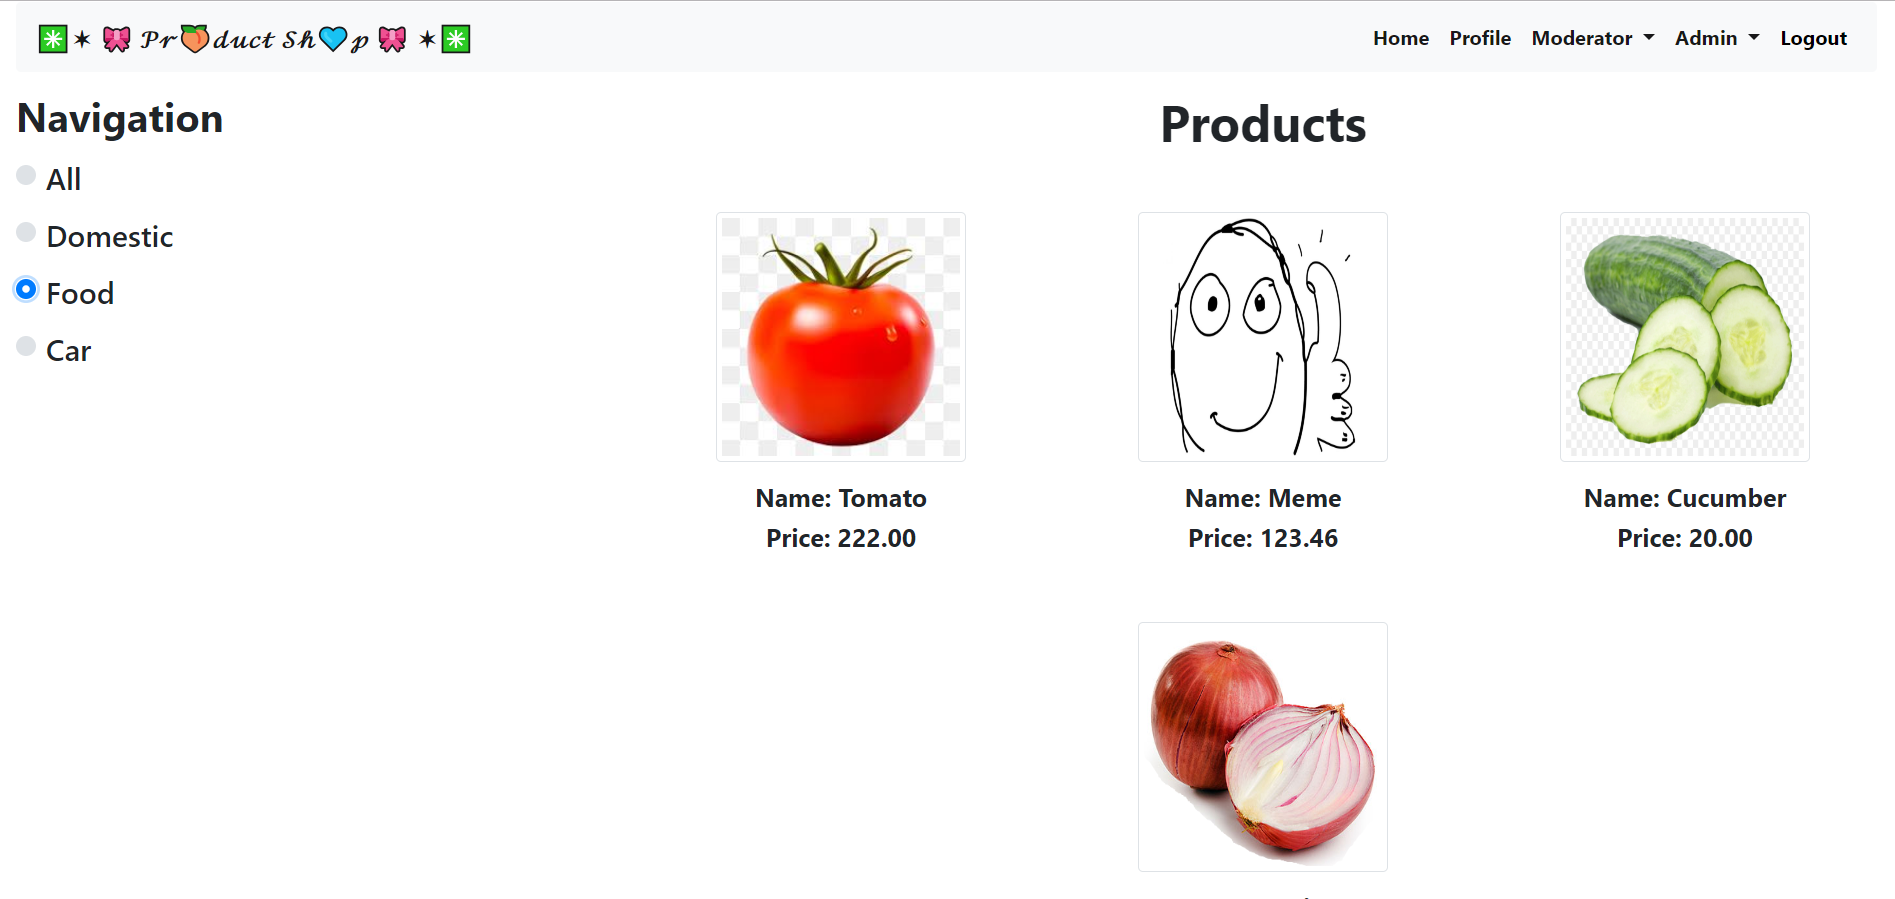 ✳️✶ 🎀 𝒫𝓇🍑𝒹𝓊𝒸𝓉 𝒮𝒽💙𝓅 🎀 ✶✳️
Home Profile Moderator Admin Logout
Navigation
Products
All
Domestic
Food
Car
Name: Tomato
Price: 222.00
Name: Meme
Price: 123.46
Name: Cucumber
Price: 20.00